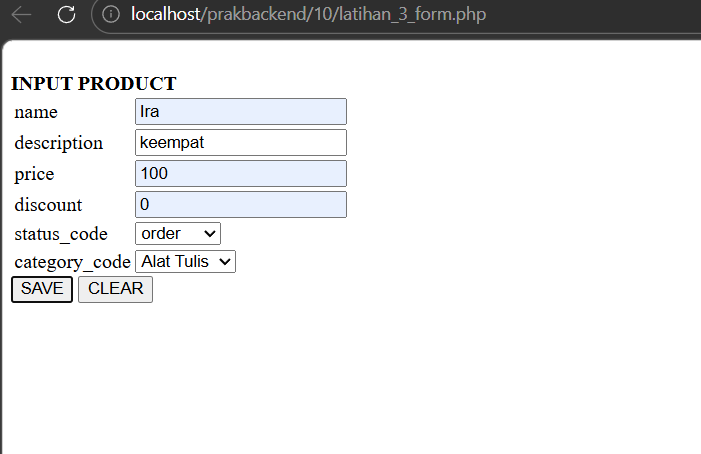 localhost/prakbackend/10/latihan_3_form.php
INPUT PRODUCT
name Ira
description keempat
price 100
discount 0
status_code order
category_code Alat Tulis
SAVE CLEAR